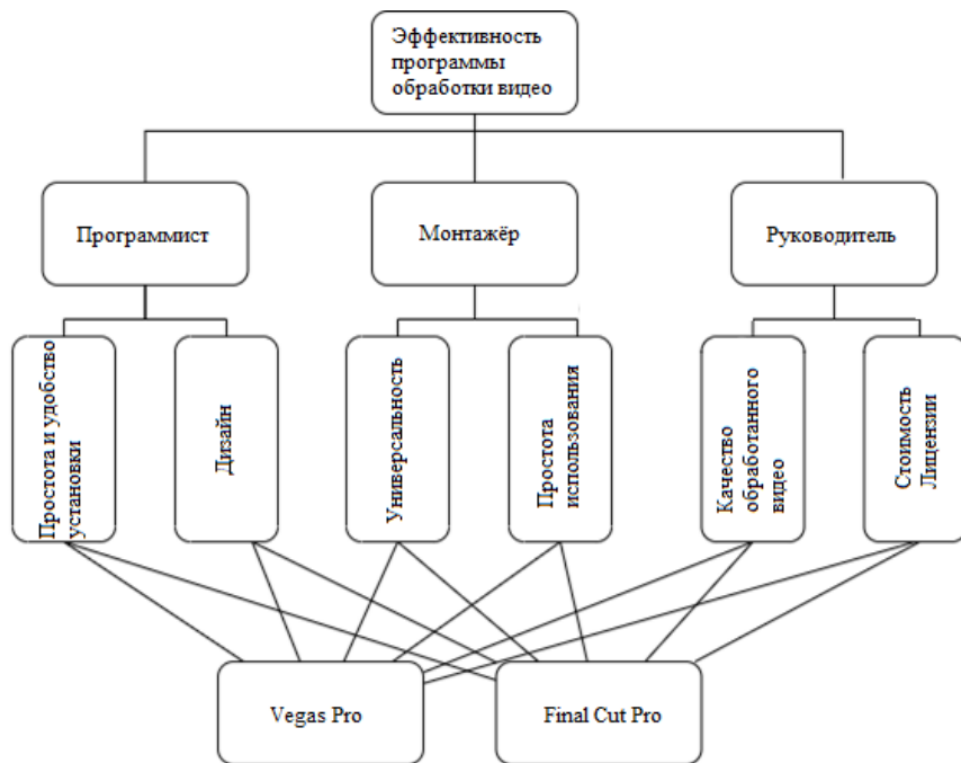 Эффективность
программы
обработки видео
Программист
Монтажёр
Руководитель
Простота и удобство
установки
Дизайн
Универсальность
Простота
использования
Качество
обработанного
видео
Стоимость
Лицензии
Vegas Pro
Final Cut Pro